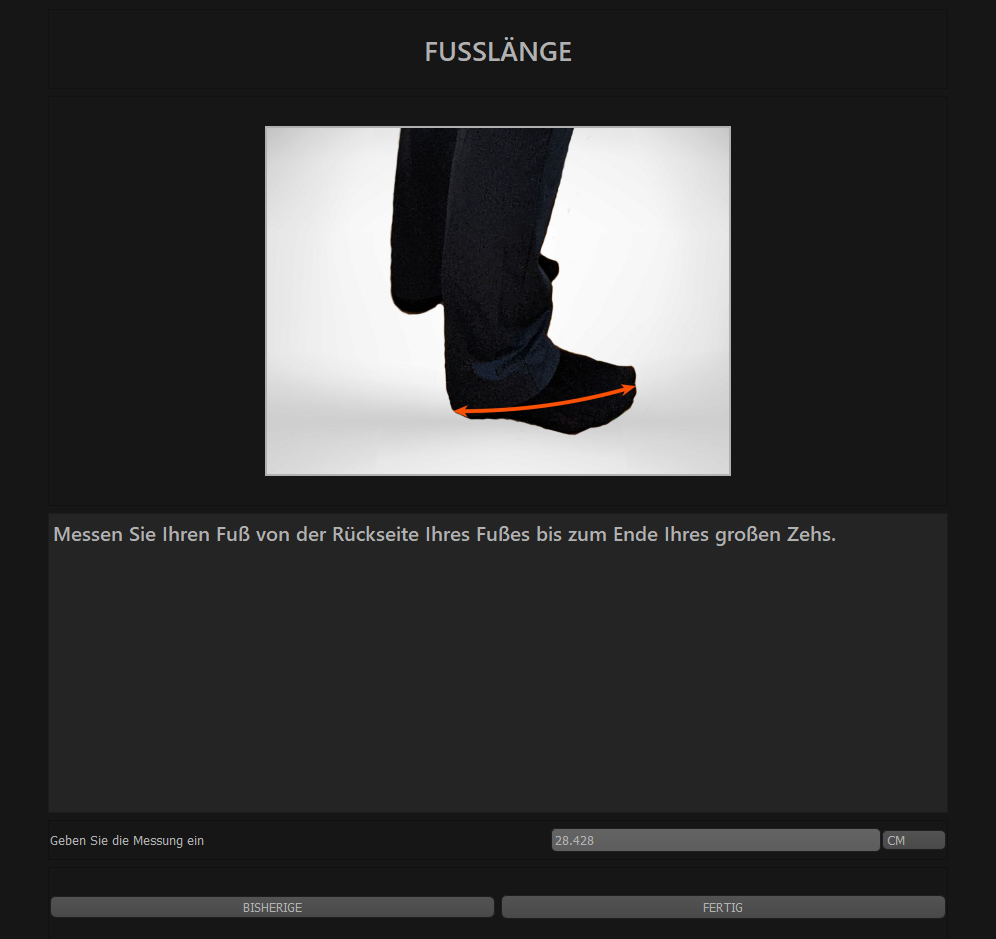 FUSSLÄNGE
Messen Sie Ihren Fuß von der Rückseite Ihres Fußes bis zum Ende Ihres großen Zehs.
Geben Sie die Messung ein
28.428
CM
BISHERIGE
FERTIG